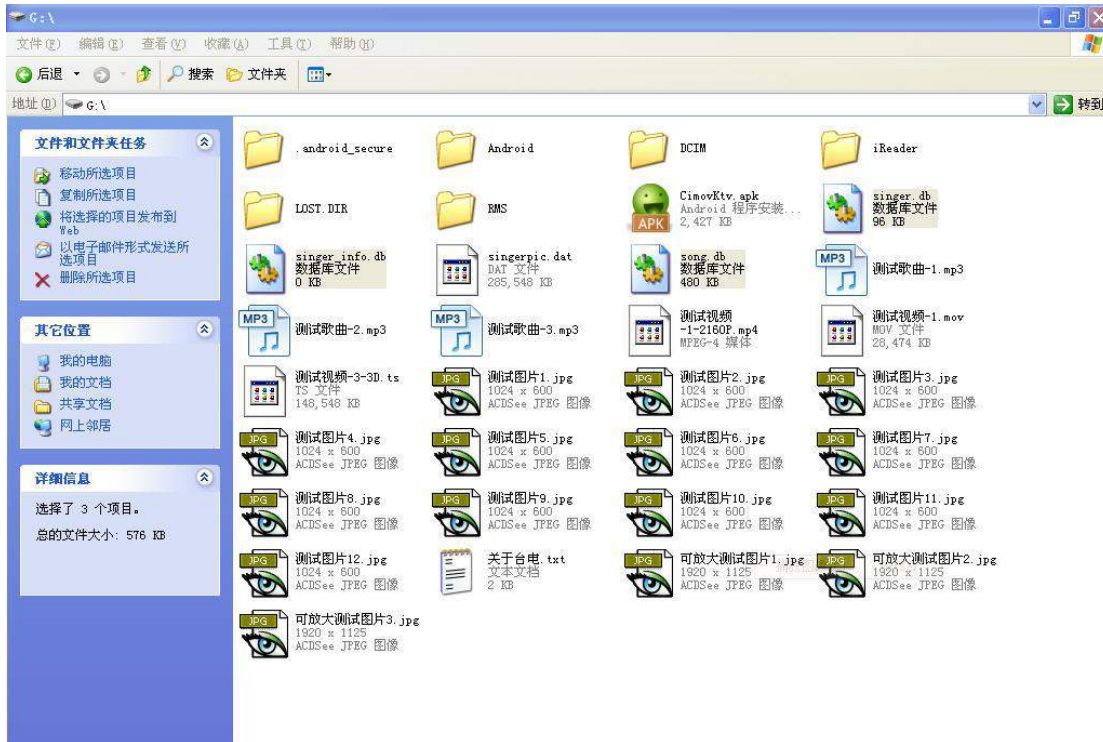 G:\
文件(F) 编辑(E) 查看(V) 收藏(A) 工具(T) 帮助(H)
后退 搜索 文件夹
地址(D) G:\ 转到
文件和文件夹任务
移动所选项目
复制所选项目
将选择的项目发布到
Web
以电子邮件形式发送所
选项目
删除所选项目
其它位置
我的电脑
我的文档
共享文档
网上邻居
详细信息
选择了 3 个项目。
总的文件大小: 576 KB
.android_secure
Android
DCIM
iReader
LOST.DIR
RMS
CimovKtv.apk
Android 程序安装...
2,427 KB
APK
singer.db
数据库文件
96 KB
singer_info.db
数据库文件
0 KB
singerpic.dat
DAT 文件
285,548 KB
song.db
数据库文件
480 KB
MP3
测试歌曲-1.mp3
MP3
测试歌曲-2.mp3
MP3
测试歌曲-3.mp3
测试视频
-1-2160P.mp4
MPEG-4 媒体
测试视频-1.mov
MOV 文件
28,474 KB
测试视频-3-3D.ts
TS 文件
148,548 KB
JPG
测试图片1.jpg
1024 x 600
ACDSee JPEG 图像
JPG
测试图片2.jpg
1024 x 600
ACDSee JPEG 图像
JPG
测试图片3.jpg
1024 x 600
ACDSee JPEG 图像
JPG
测试图片4.jpg
1024 x 600
ACDSee JPEG 图像
JPG
测试图片5.jpg
1024 x 600
ACDSee JPEG 图像
JPG
测试图片6.jpg
1024 x 600
ACDSee JPEG 图像
JPG
测试图片7.jpg
1024 x 600
ACDSee JPEG 图像
JPG
测试图片8.jpg
1024 x 600
ACDSee JPEG 图像
JPG
测试图片9.jpg
1024 x 600
ACDSee JPEG 图像
JPG
测试图片10.jpg
1024 x 600
ACDSee JPEG 图像
JPG
测试图片11.jpg
1024 x 600
ACDSee JPEG 图像
JPG
测试图片12.jpg
1024 x 600
ACDSee JPEG 图像
关于台电.txt
文本文档
2 KB
JPG
可放大测试图片1.jpg
1920 x 1125
ACDSee JPEG 图像
JPG
可放大测试图片2.jpg
1920 x 1125
ACDSee JPEG 图像
JPG
可放大测试图片3.jpg
1920 x 1125
ACDSee JPEG 图像